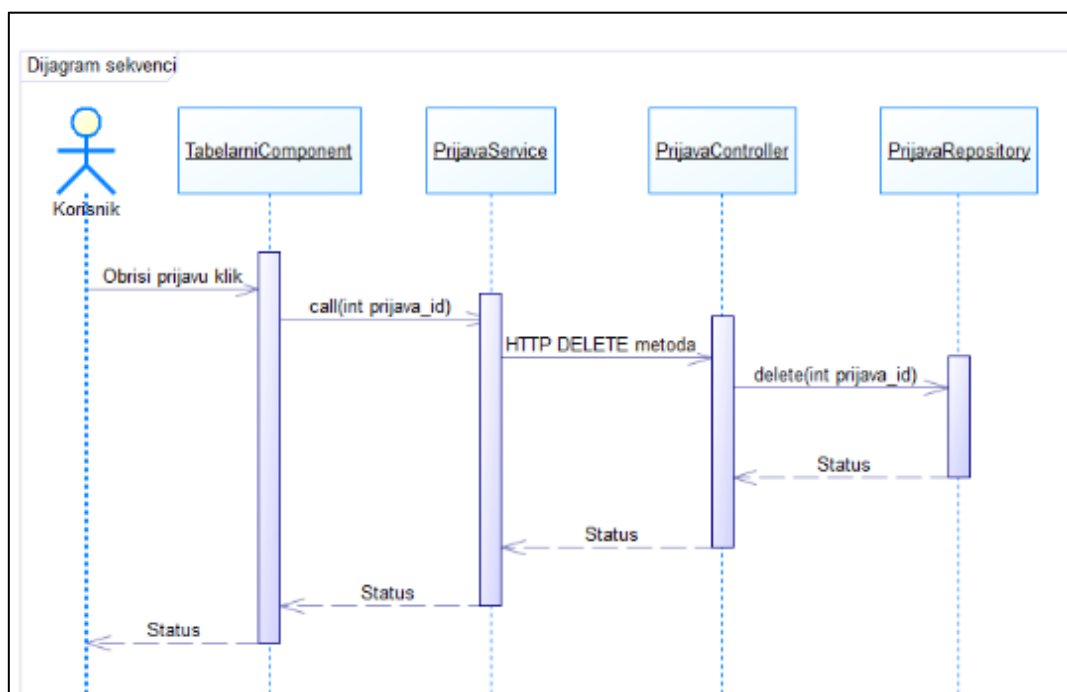 Dijagram sekvenci
TabelarniComponent
PrijavaService
PrijavaController
PrijavaRepository
Korisnik
Obrisi prijavu klik
call(int prijava_id)
HTTP DELETE metoda
delete(int prijava_id)
Status
Status
Status
Status